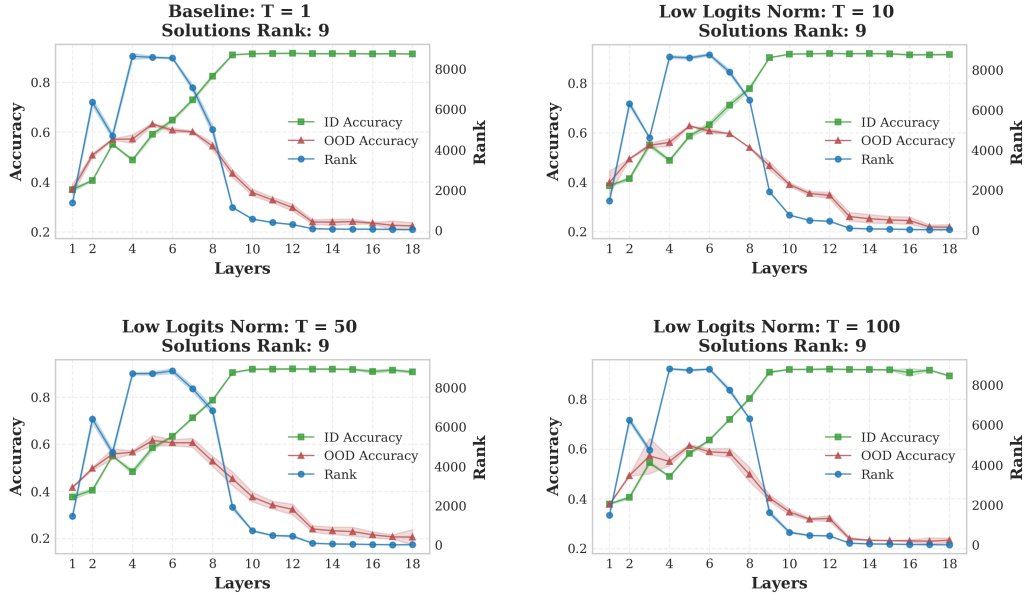 Baseline: T = 1
Solutions Rank: 9
Accuracy
0.8
0.6
0.4
0.2
8000
6000
4000
2000
0
Rank
ID Accuracy
OOD Accuracy
Rank
1 2 4 6 8 10 12 14 16 18
Layers
Low Logits Norm: T = 10
Solutions Rank: 9
Accuracy
0.8
0.6
0.4
0.2
8000
6000
4000
2000
0
Rank
ID Accuracy
OOD Accuracy
Rank
1 2 4 6 8 10 12 14 16 18
Layers
Low Logits Norm: T = 50
Solutions Rank: 9
Accuracy
0.8
0.6
0.4
0.2
8000
6000
4000
2000
0
Rank
ID Accuracy
OOD Accuracy
Rank
1 2 4 6 8 10 12 14 16 18
Layers
Low Logits Norm: T = 100
Solutions Rank: 9
Accuracy
0.8
0.6
0.4
0.2
8000
6000
4000
2000
0
Rank
ID Accuracy
OOD Accuracy
Rank
1 2 4 6 8 10 12 14 16 18
Layers